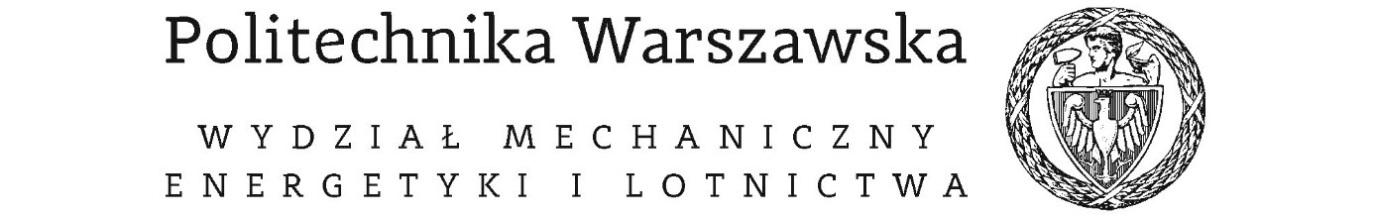 Politechnika Warszawska
WYDZIAŁ MECHANICZNY
ENERGETYKI I LOTNICTWA